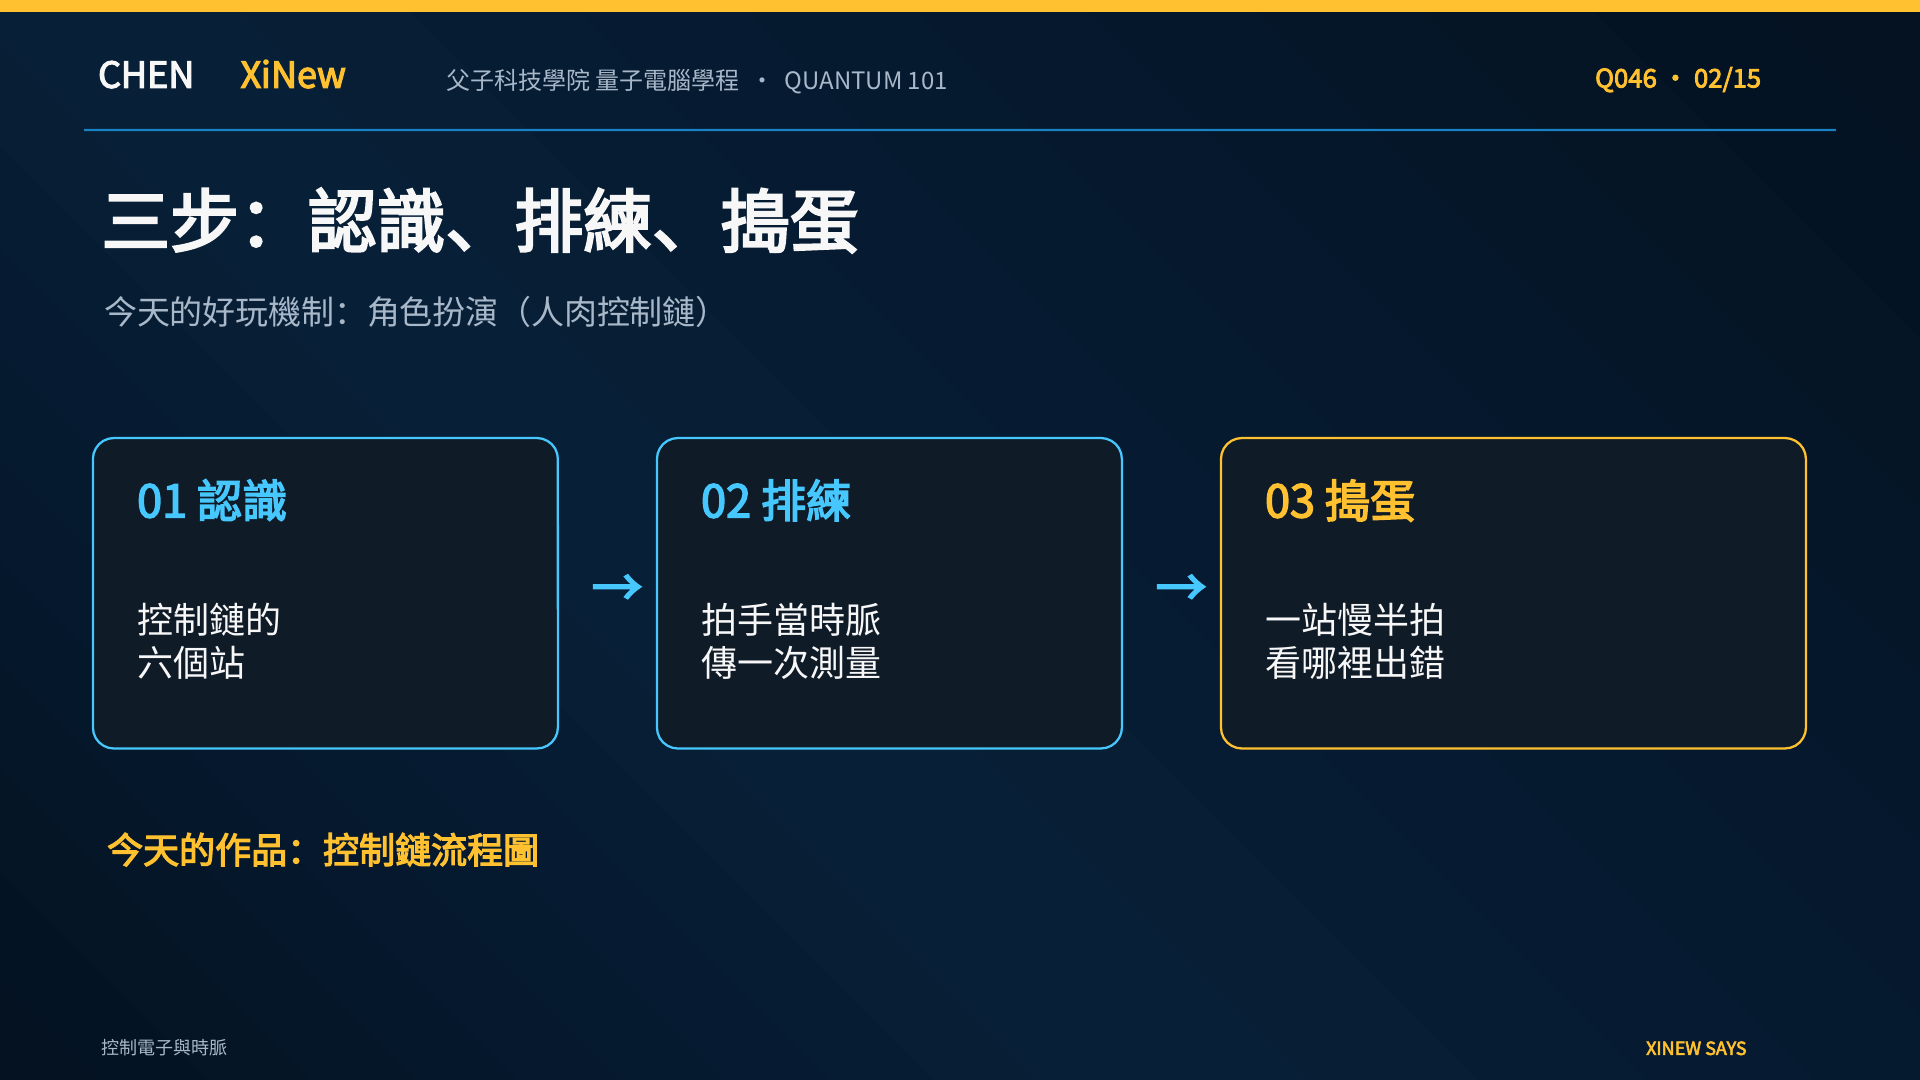 CHEN XiNew 父子科技學院 量子電腦學程 · QUANTUM 101
Q046 · 02/15
三步：認識、排練、搗蛋
今天的好玩機制：角色扮演（人肉控制鏈）
01 認識
控制鏈的
六個站
→
02 排練
拍手當時脈
傳一次測量
→
03 搗蛋
一站慢半拍
看哪裡出錯
今天的作品：控制鏈流程圖
控制電子與時脈
XINEW SAYS